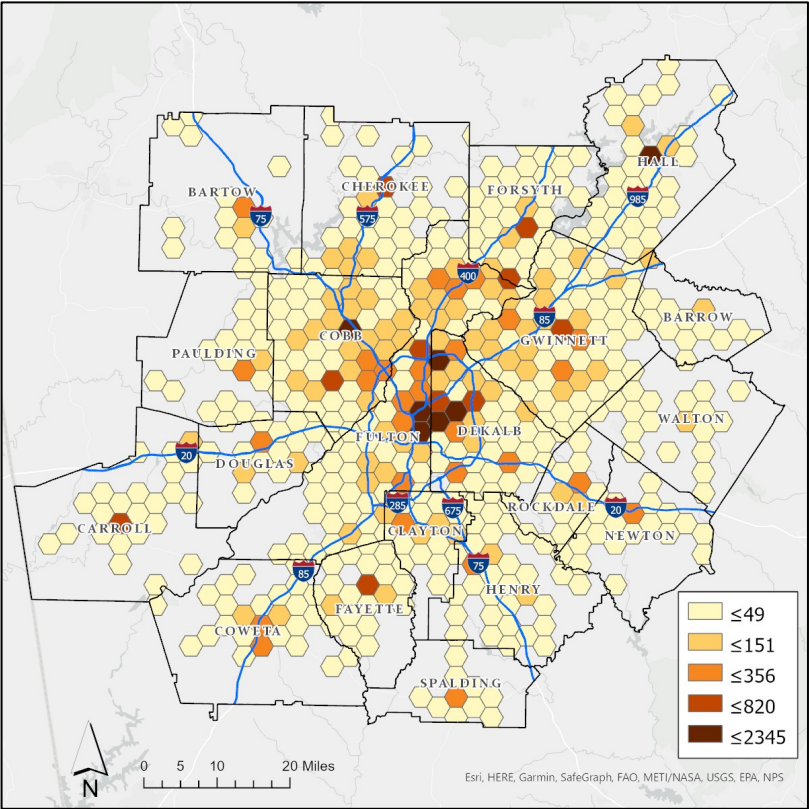 HALL
985
BARTOW
75
CHEROKEE
575
FORSYTH
400
85
BARROW
COBB
GWINNETT
PAULDING
WALTON
FULTON
DEKALB
20
DOUGLAS
285
675
ROCKDALE
20
CARROLL
CLAYTON
NEWTON
85
75
HENRY
FAYETTE
COWETA
SPALDING
≤49
≤151
≤356
≤820
≤2345
N
0 5 10 20 Miles
Esri, HERE, Garmin, SafeGraph, FAO, METI/NASA, USGS, EPA, NPS